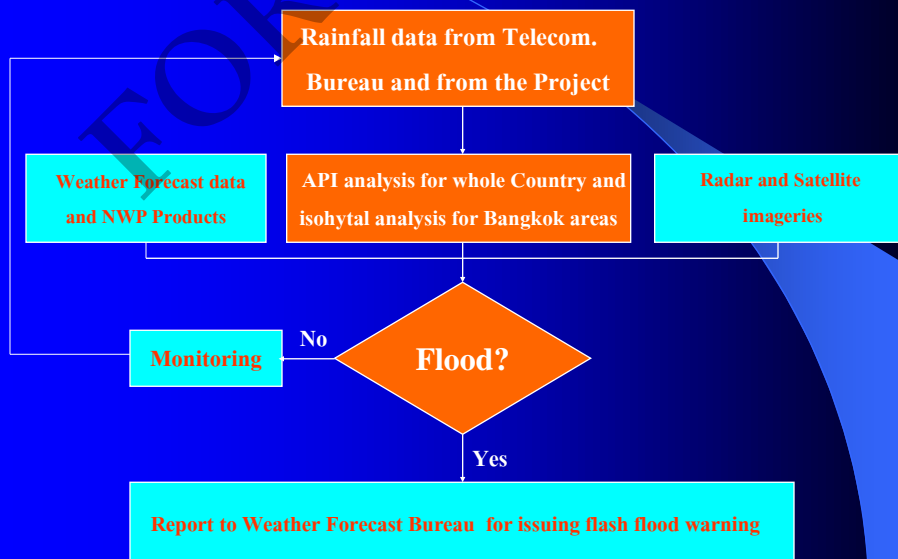 Rainfall data from Telecom.
Bureau and from the Project
Weather Forecast data
and NWP Products
API analysis for whole Country and
isohytal analysis for Bangkok areas
Radar and Satellite
imageries
No
Monitoring
Flood?
Yes
Report to Weather Forecast Bureau for issuing flash flood warning
FOR